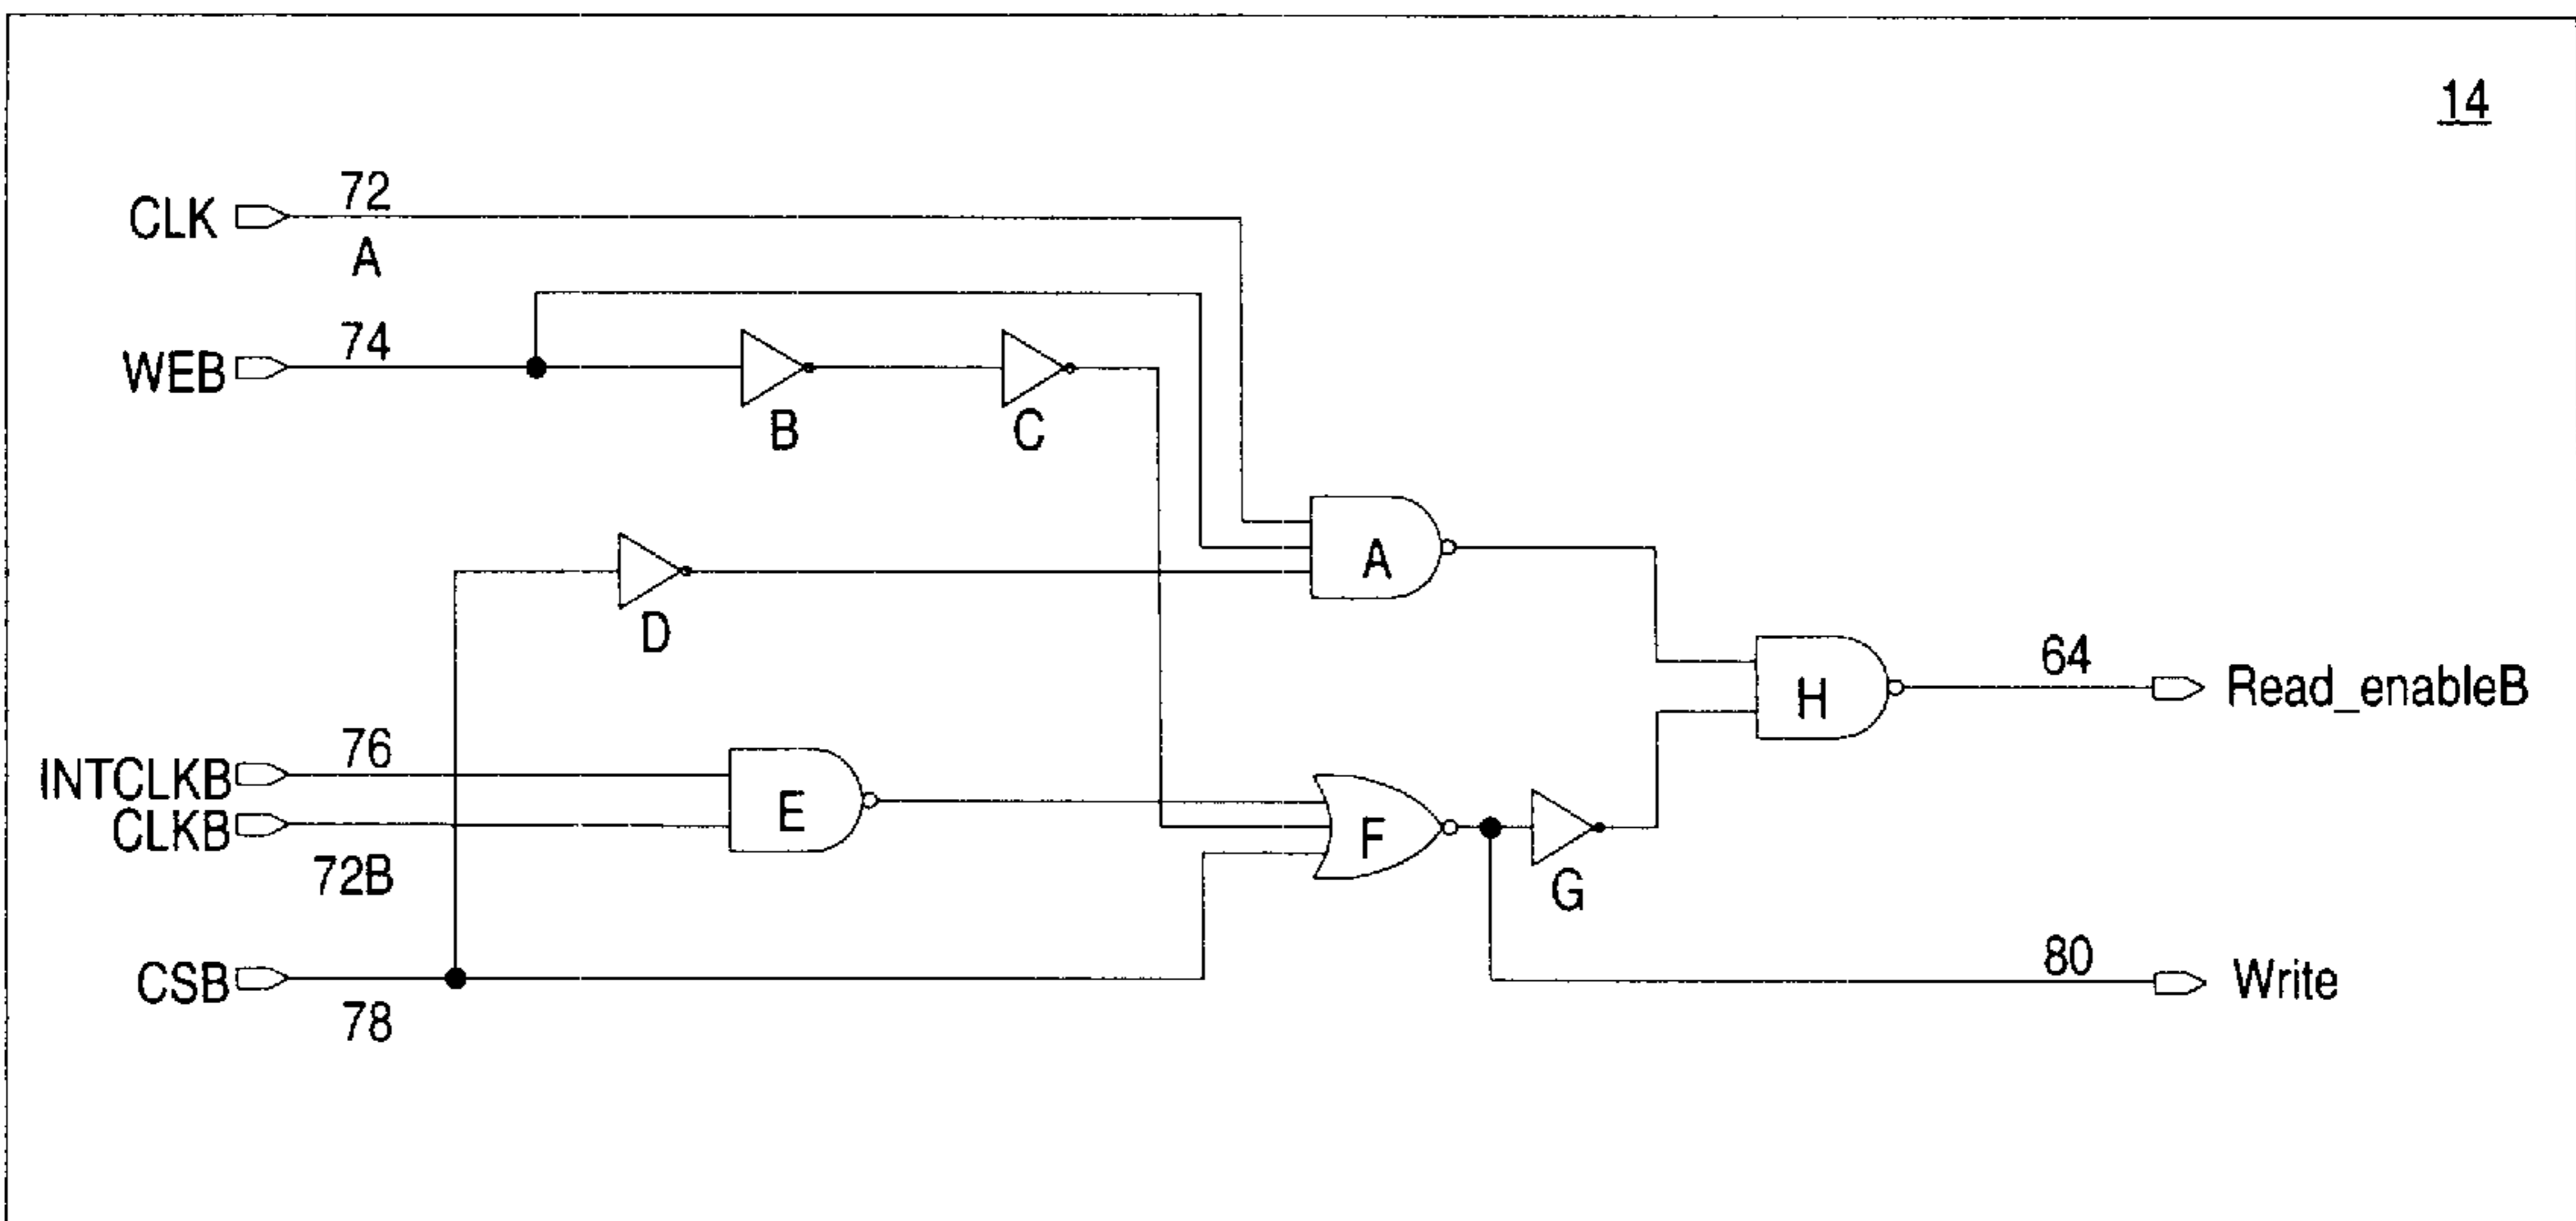 14
72
CLK
A
74
WEB
B
C
A
D
64
H
Read_enableB
76
INTCLKB
E
CLKB
F
72B
G
80
CSB
Write
78